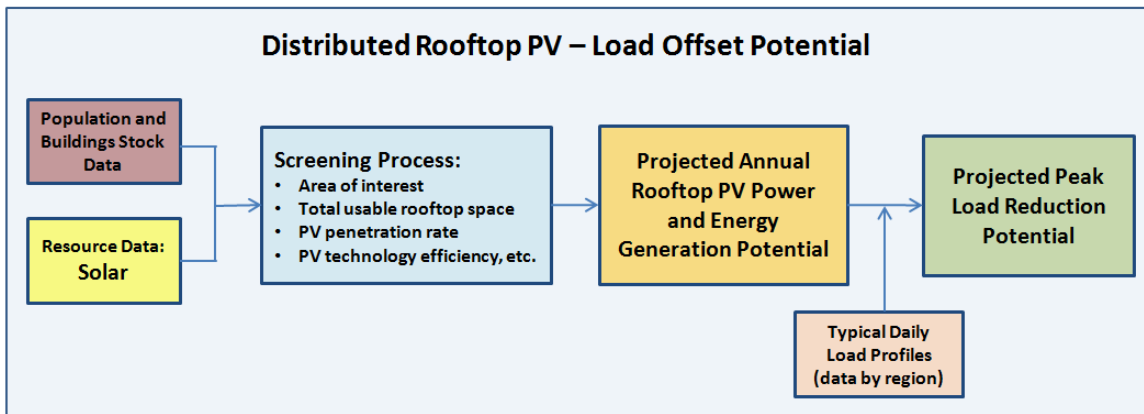 Distributed Rooftop PV – Load Offset Potential
Population and
Buildings Stock
Data
Resource Data:
Solar
Screening Process:
• Area of interest
• Total usable rooftop space
• PV penetration rate
• PV technology efficiency, etc.
Projected Annual
Rooftop PV Power
and Energy
Generation Potential
Projected Peak
Load Reduction
Potential
Typical Daily
Load Profiles
(data by region)